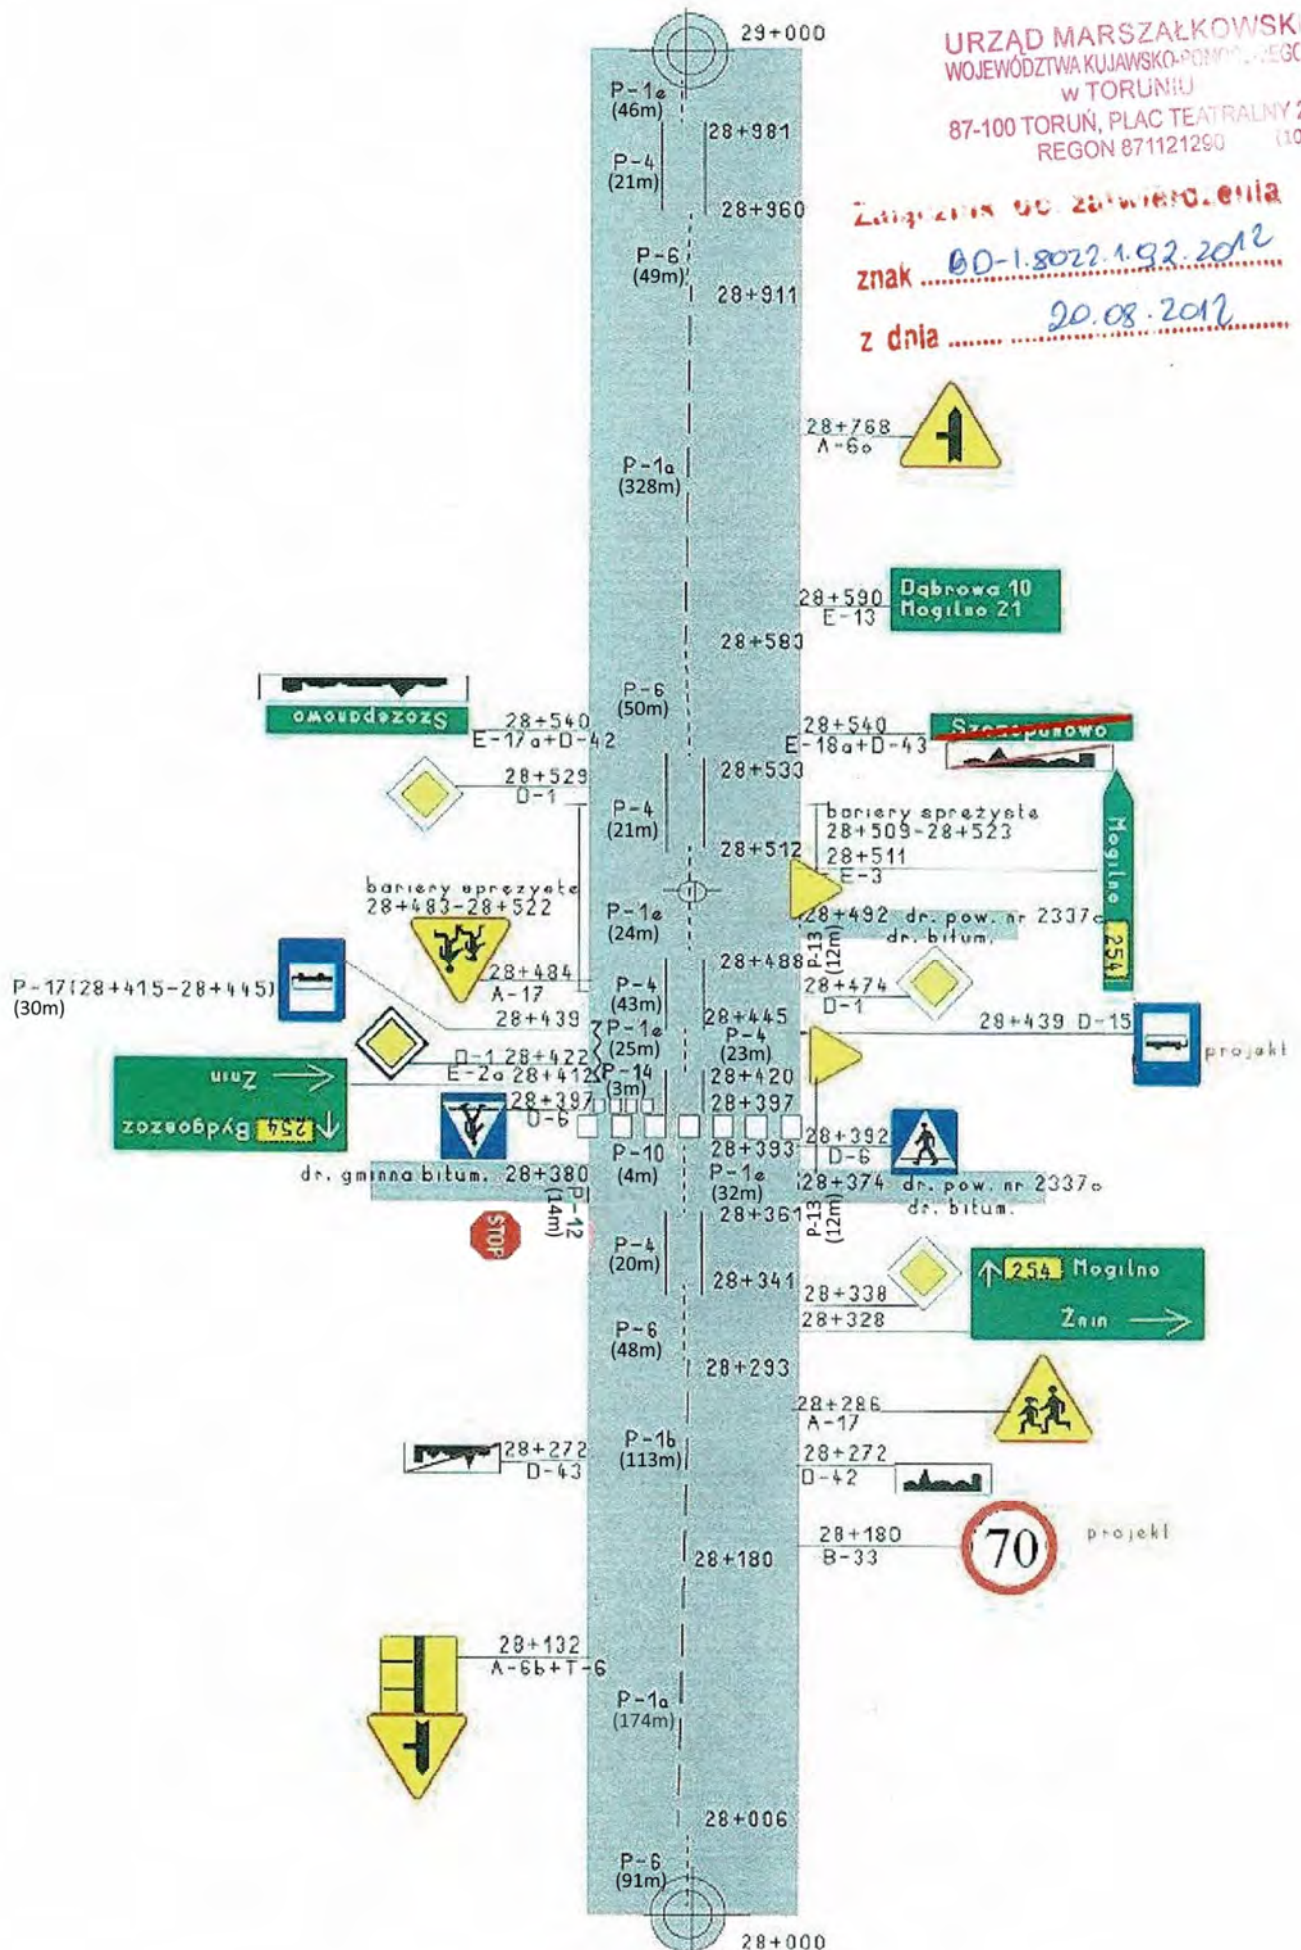 29+000
URZĄD MARSZAŁKOWSKI
WOJEWÓDZTWA KUJAWSKO-POMORSKIEGO
w TORUNIU
87-100 TORUŃ, PLAC TEATRALNY 2
REGON 871121290 (10
Załącznik do zatwierdzenia
znak BD-I.8022.1.92.2012
z dnia 20.08.2012
P-1e
(46m)
28+981
P-4
(21m)
28+960
P-6
(49m)
28+911
28+768
A-6b
P-1a
(328m)
28+590
E-13
Dąbrowa 10
Mogilno 21
28+583
P-6
(50m)
Szczepanowo
28+540
E-17a+D-42
28+540
E-18a+D-43
Szczepanowo
28+529
D-1
28+533
P-4
(21m)
bariery sprężyste
28+509-28+523
28+512
28+511
E-3
Mogilno 254
bariery sprężyste
28+483-28+522
P-1e
(24m)
28+492 dr. pow. nr 2337c
dr. bitum.
P-13
(12m)
28+488
28+484
A-17
28+474
D-1
P-17(28+415-28+445)
(30m)
P-4
(43m)
28+439
28+445
28+439 D-15
projekt
P-1e
(25m)
P-4
(23m)
D-1 28+422
E-2a 28+412
P-14
(3m)
28+420
Żnin
254 Bydgoszcz
28+397
D-6
28+397
28+393
28+392
D-6
P-10
(4m)
P-1e
(32m)
dr. gminna bitum. 28+380
P-12
(14m)
28+374 dr. pow. nr 2337c
dr. bitum.
P-13
(12m)
STOP
28+361
P-4
(20m)
28+341
28+338
28+328
254 Mogilno
Żnin
P-6
(48m)
28+293
28+286
A-17
28+272
D-43
P-1b
(113m)
28+272
D-42
28+180
28+180
B-33
70
projekt
28+132
A-6b+T-6
P-1a
(174m)
28+006
P-6
(91m)
28+000